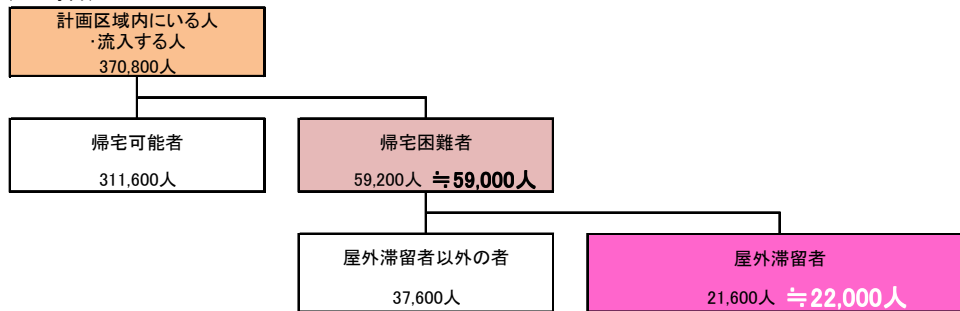 計画区域内にいる人
・流入する人
370,800人
帰宅可能者
311,600人
帰宅困難者
59,200人 ≒59,000人
屋外滞留者以外の者
37,600人
屋外滞留者
21,600人 ≒22,000人